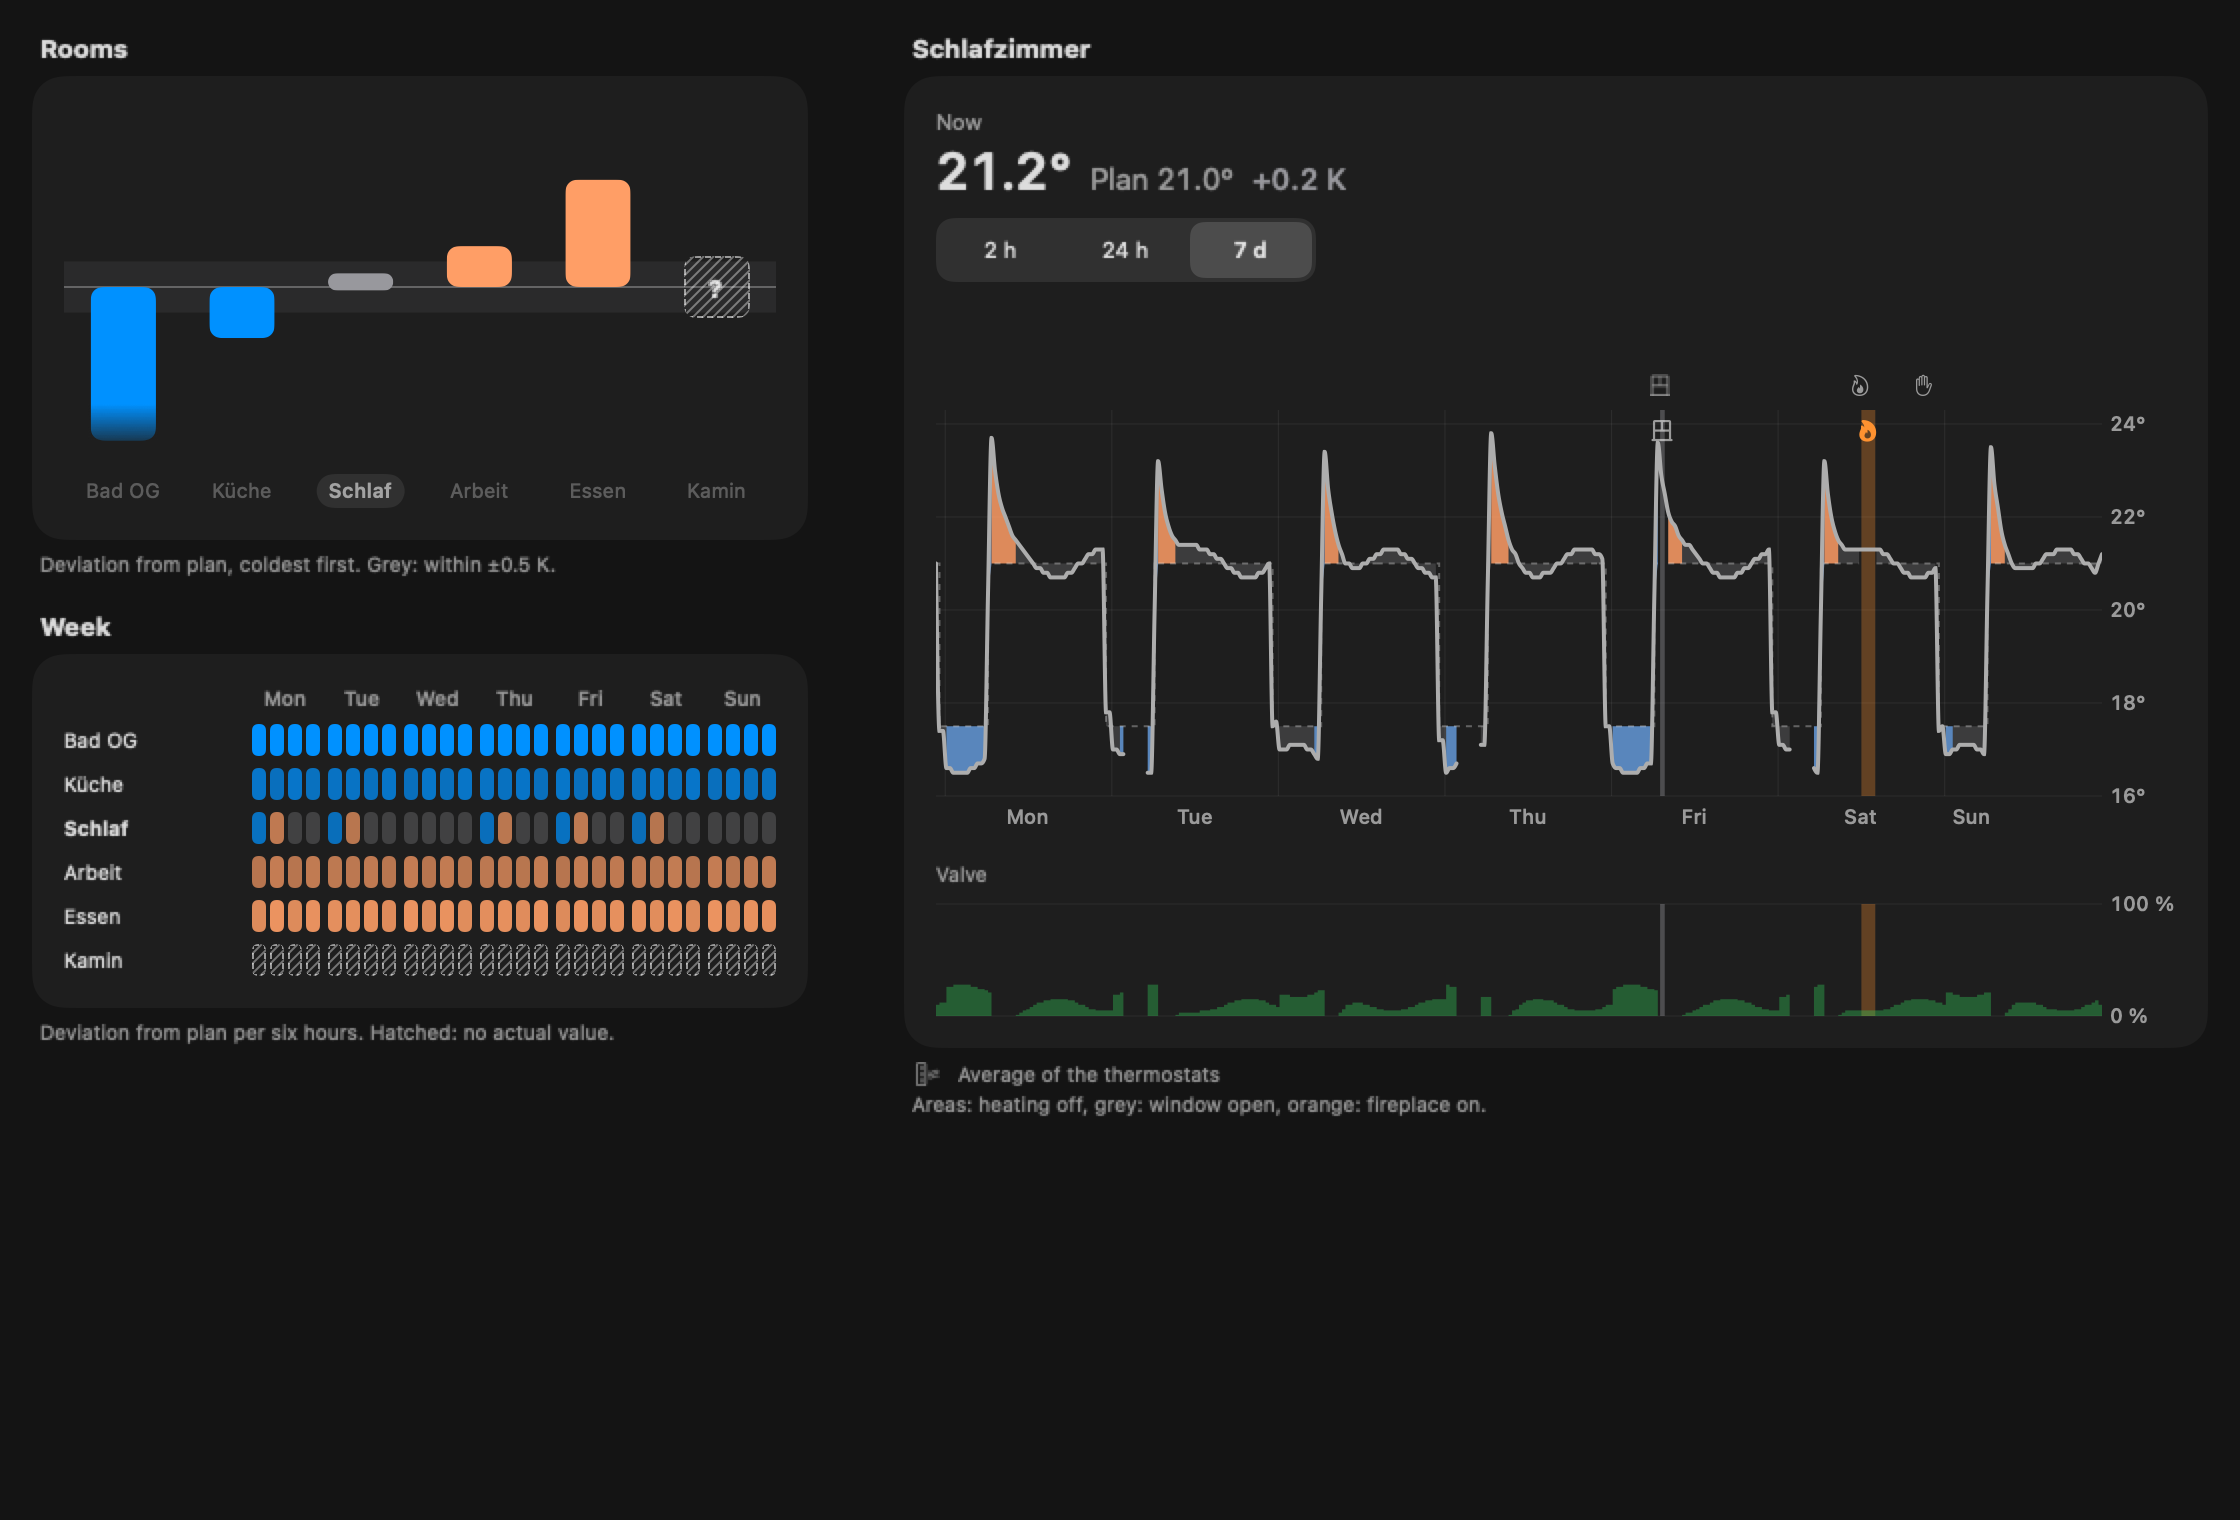 Rooms
Bad OG Küche Schlaf Arbeit Essen Kamin
?
Deviation from plan, coldest first. Grey: within ±0.5 K.
Week
Mon Tue Wed Thu Fri Sat Sun
Bad OG
Küche
Schlaf
Arbeit
Essen
Kamin
Deviation from plan per six hours. Hatched: no actual value.
Schlafzimmer
Now
21.2° Plan 21.0° +0.2 K
2 h 24 h 7 d
24°
22°
20°
18°
16°
Mon Tue Wed Thu Fri Sat Sun
Valve
100 %
0 %
Average of the thermostats
Areas: heating off, grey: window open, orange: fireplace on.